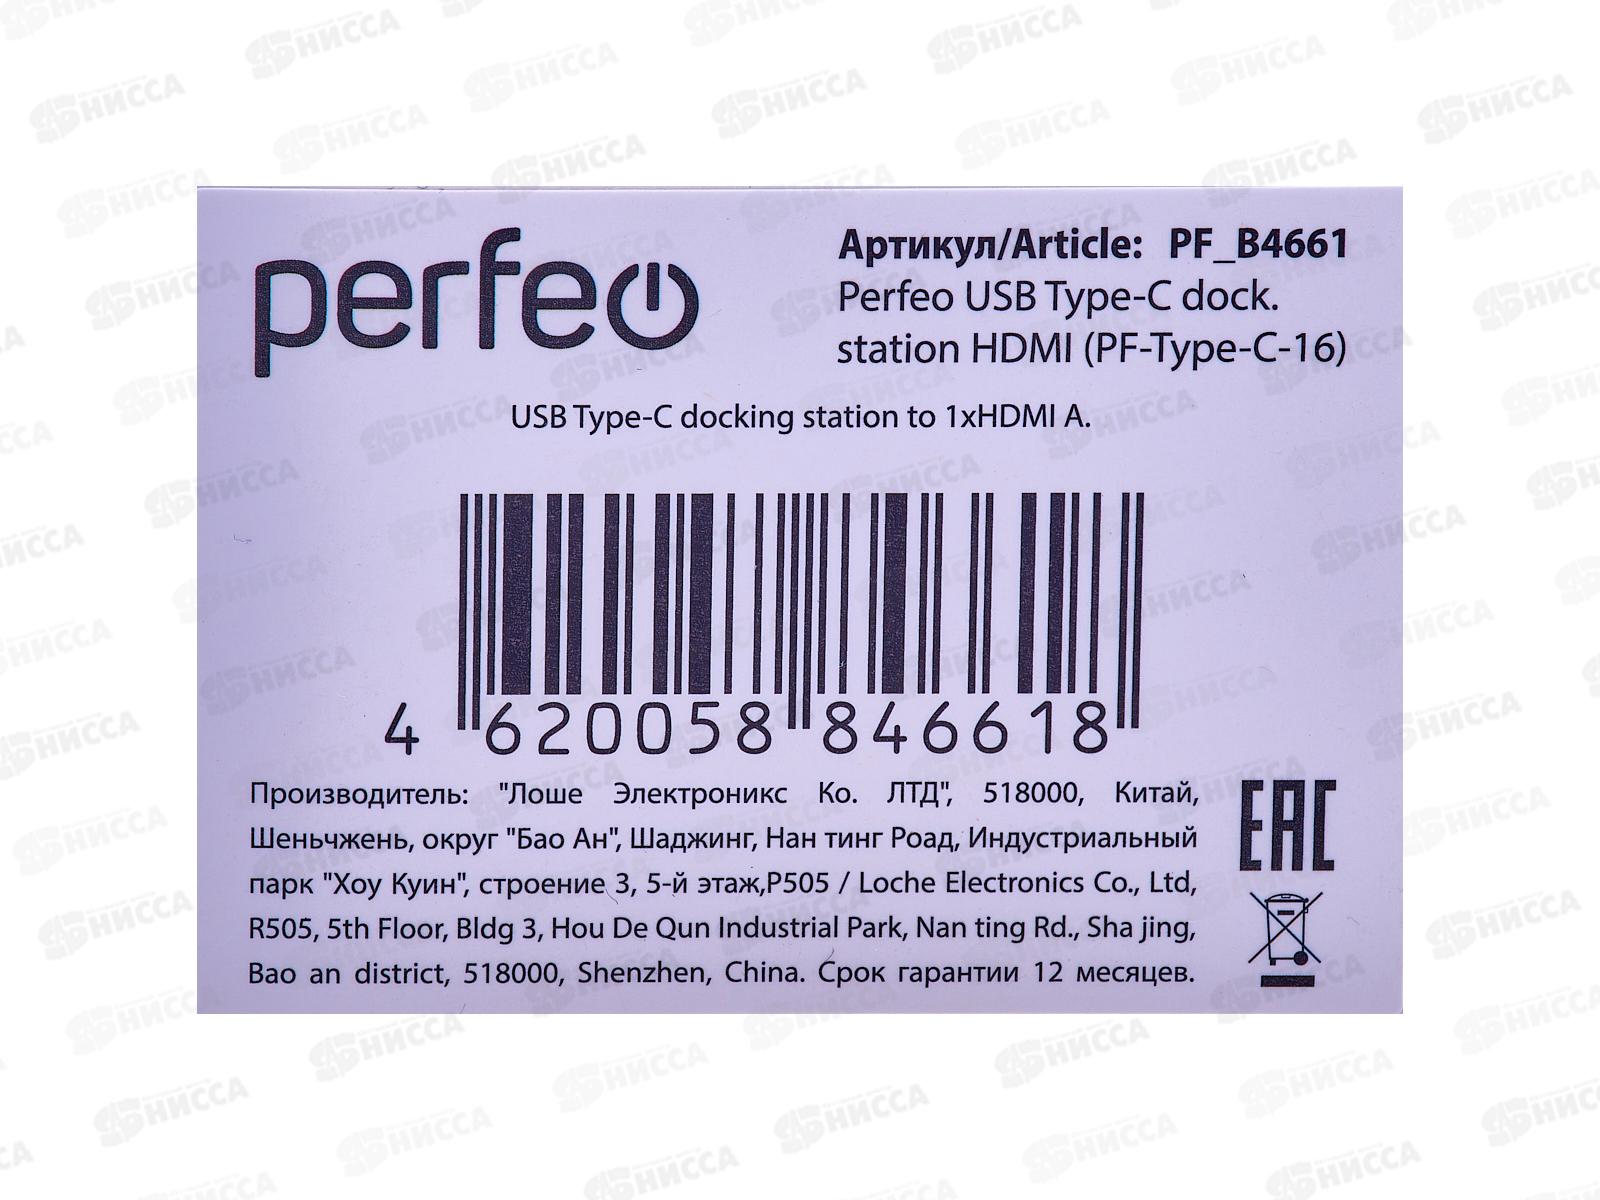 perfeo
Артикул/Article: PF_B4661
Perfeo USB Type-C dock.
station HDMI (PF-Type-C-16)
USB Type-C docking station to 1xHDMI A.
4 620058 846618
Производитель: "Лоше Электроникс Ко. ЛТД", 518000, Китай,
Шеньчжень, округ "Бао Ан", Шаджинг, Нан тинг Роад, Индустриальный
парк "Хоу Куин", строение 3, 5-й этаж,Р505 / Loche Electronics Co., Ltd,
R505, 5th Floor, Bldg 3, Hou De Qun Industrial Park, Nan ting Rd., Sha jing,
Bao an district, 518000, Shenzhen, China. Срок гарантии 12 месяцев.
EAC